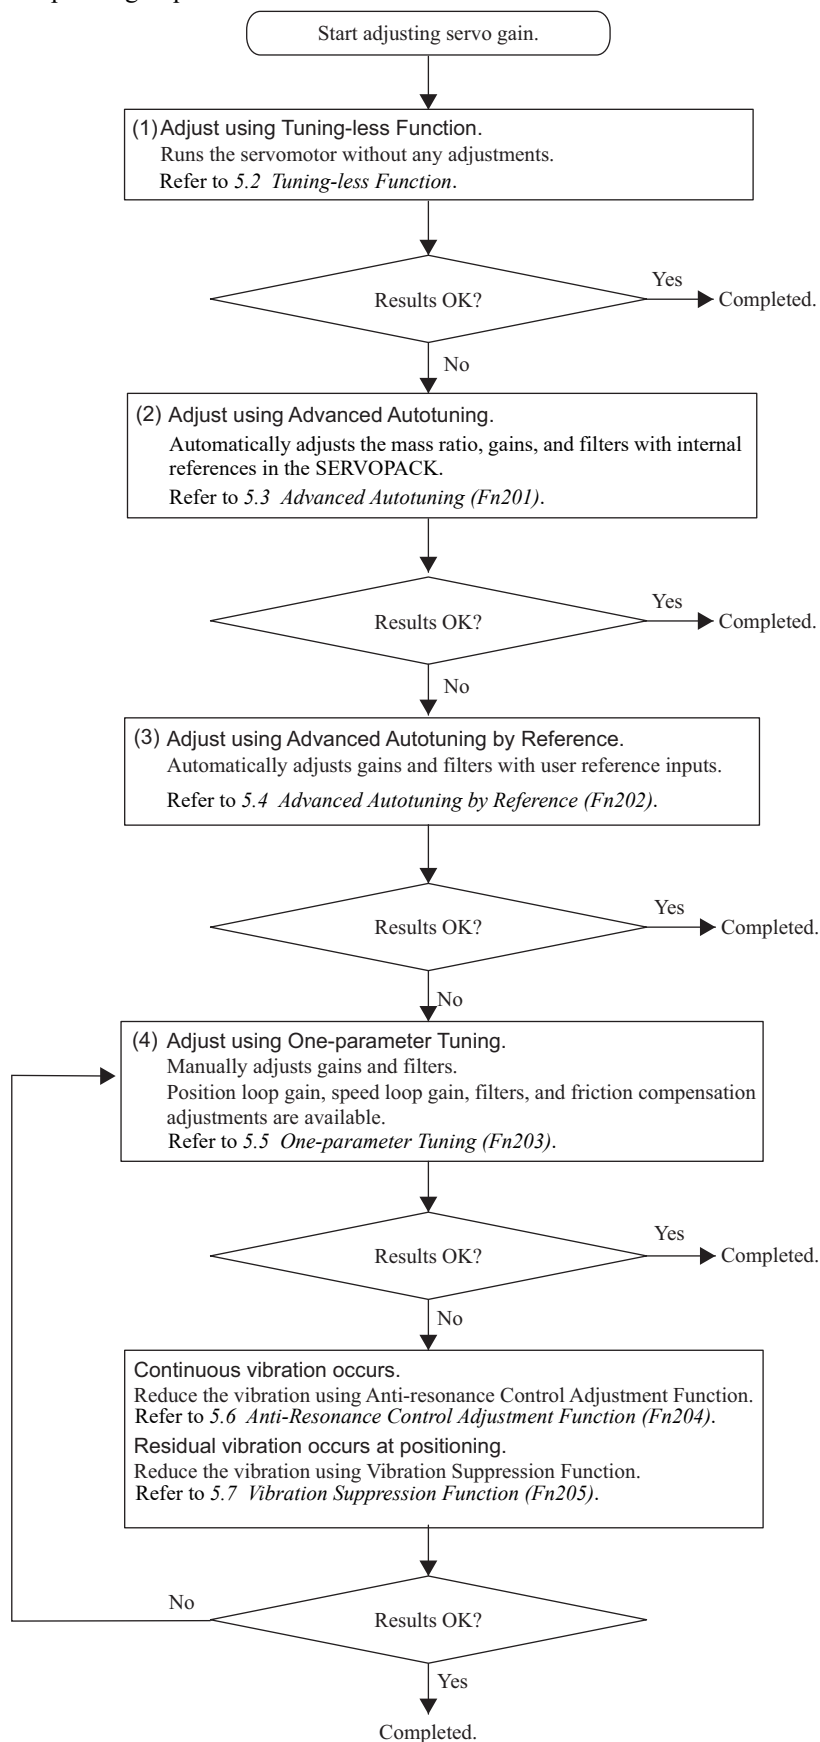 Start adjusting servo gain.
(1) Adjust using Tuning-less Function.
Runs the servomotor without any adjustments.
Refer to 5.2 Tuning-less Function.
Results OK?
Yes
Completed.
No
(2) Adjust using Advanced Autotuning.
Automatically adjusts the mass ratio, gains, and filters with internal
references in the SERVOPACK.
Refer to 5.3 Advanced Autotuning (Fn201).
Results OK?
Yes
Completed.
No
(3) Adjust using Advanced Autotuning by Reference.
Automatically adjusts gains and filters with user reference inputs.
Refer to 5.4 Advanced Autotuning by Reference (Fn202).
Results OK?
Yes
Completed.
No
(4) Adjust using One-parameter Tuning.
Manually adjusts gains and filters.
Position loop gain, speed loop gain, filters, and friction compensation
adjustments are available.
Refer to 5.5 One-parameter Tuning (Fn203).
Results OK?
Yes
Completed.
No
Continuous vibration occurs.
Reduce the vibration using Anti-resonance Control Adjustment Function.
Refer to 5.6 Anti-Resonance Control Adjustment Function (Fn204).
Residual vibration occurs at positioning.
Reduce the vibration using Vibration Suppression Function.
Refer to 5.7 Vibration Suppression Function (Fn205).
No
Results OK?
Yes
Completed.